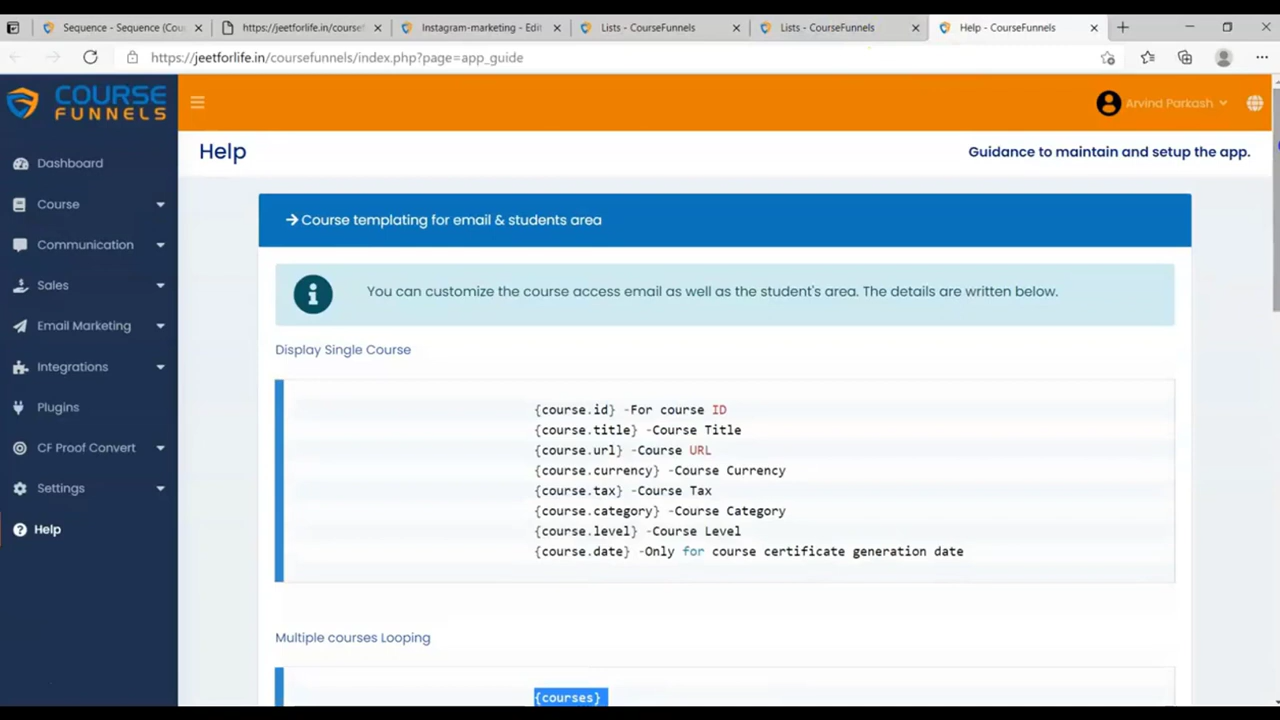 Sequence - Sequence (Cou
https://jeetforlife.in/course
Instagram-marketing - Edit
Lists - CourseFunnels
Lists - CourseFunnels
Help - CourseFunnels
https://jeetforlife.in/coursefunnels/index.php?page=app_guide
COURSE
FUNNELS
Arvind Parkash
Help
Guidance to maintain and setup the app.
Dashboard
Course
Communication
Sales
Email Marketing
Integrations
Plugins
CF Proof Convert
Settings
Help
→ Course templating for email & students area
You can customize the course access email as well as the student's area. The details are written below.
Display Single Course
{course.id} -For course ID
{course.title} -Course Title
{course.url} -Course URL
{course.currency} -Course Currency
{course.tax} -Course Tax
{course.category} -Course Category
{course.level} -Course Level
{course.date} -Only for course certificate generation date
Multiple courses Looping
{courses}